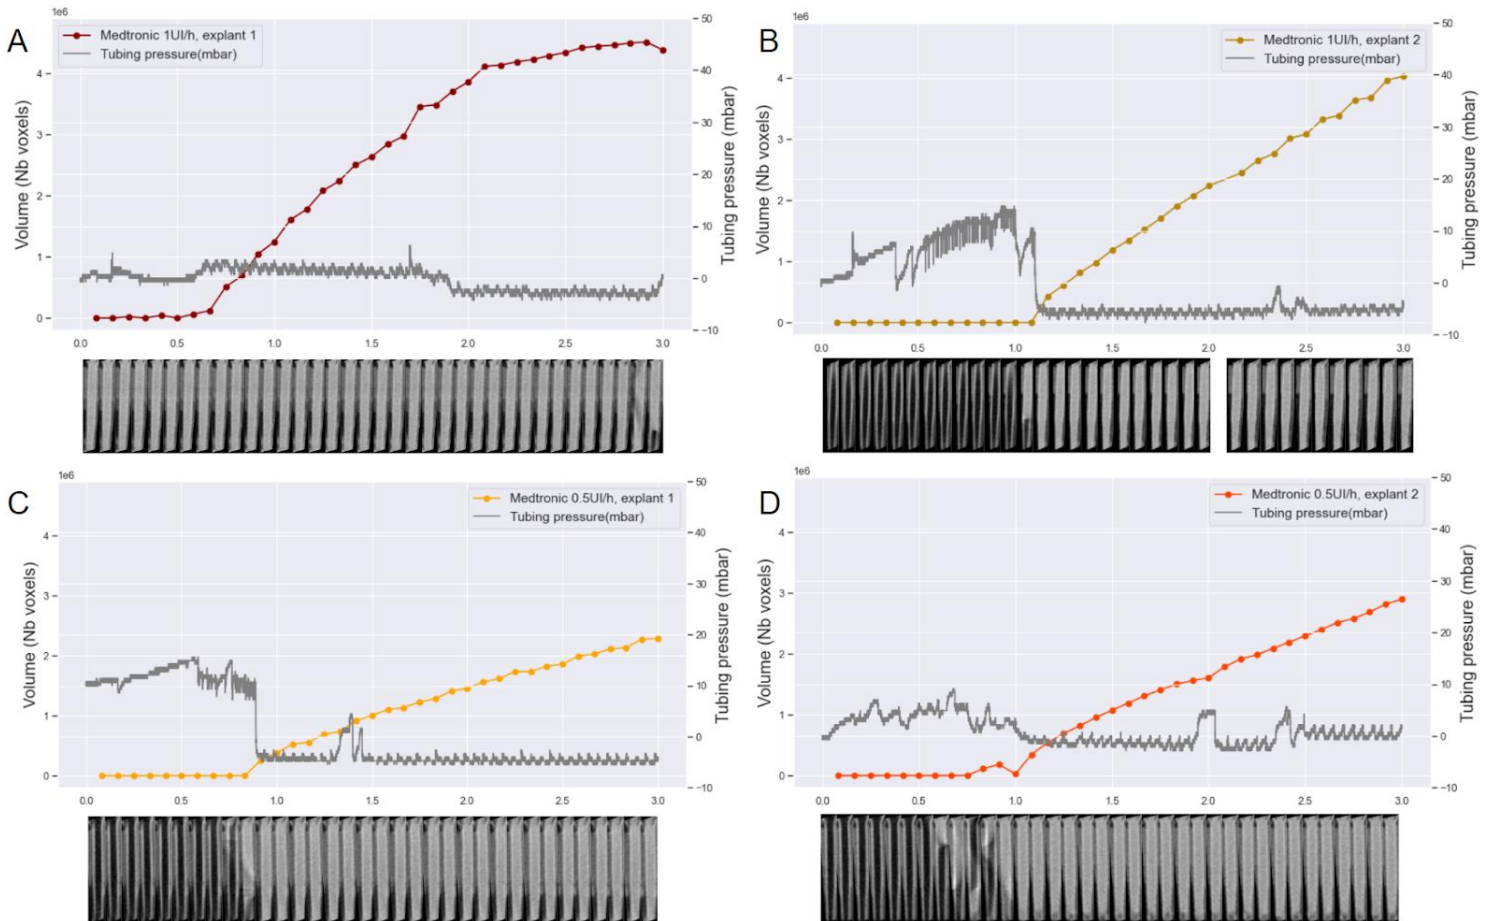 A
1e6
Medtronic 1UI/h, explant 1
Tubing pressure(mbar)
Volume (Nb voxels)
4
3
2
1
0
50
40
30
20
10
0
−10
Tubing pressure (mbar)
0.0 0.5 1.0 1.5 2.0 2.5 3.0
B
1e6
Medtronic 1UI/h, explant 2
Tubing pressure(mbar)
Volume (Nb voxels)
4
3
2
1
0
50
40
30
20
10
0
−10
Tubing pressure (mbar)
0.0 0.5 1.0 1.5 2.0 2.5 3.0
C
1e6
Medtronic 0.5UI/h, explant 1
Tubing pressure(mbar)
Volume (Nb voxels)
4
3
2
1
0
50
40
30
20
10
0
−10
Tubing pressure (mbar)
0.0 0.5 1.0 1.5 2.0 2.5 3.0
D
1e6
Medtronic 0.5UI/h, explant 2
Tubing pressure(mbar)
Volume (Nb voxels)
4
3
2
1
0
50
40
30
20
10
0
−10
Tubing pressure (mbar)
0.0 0.5 1.0 1.5 2.0 2.5 3.0